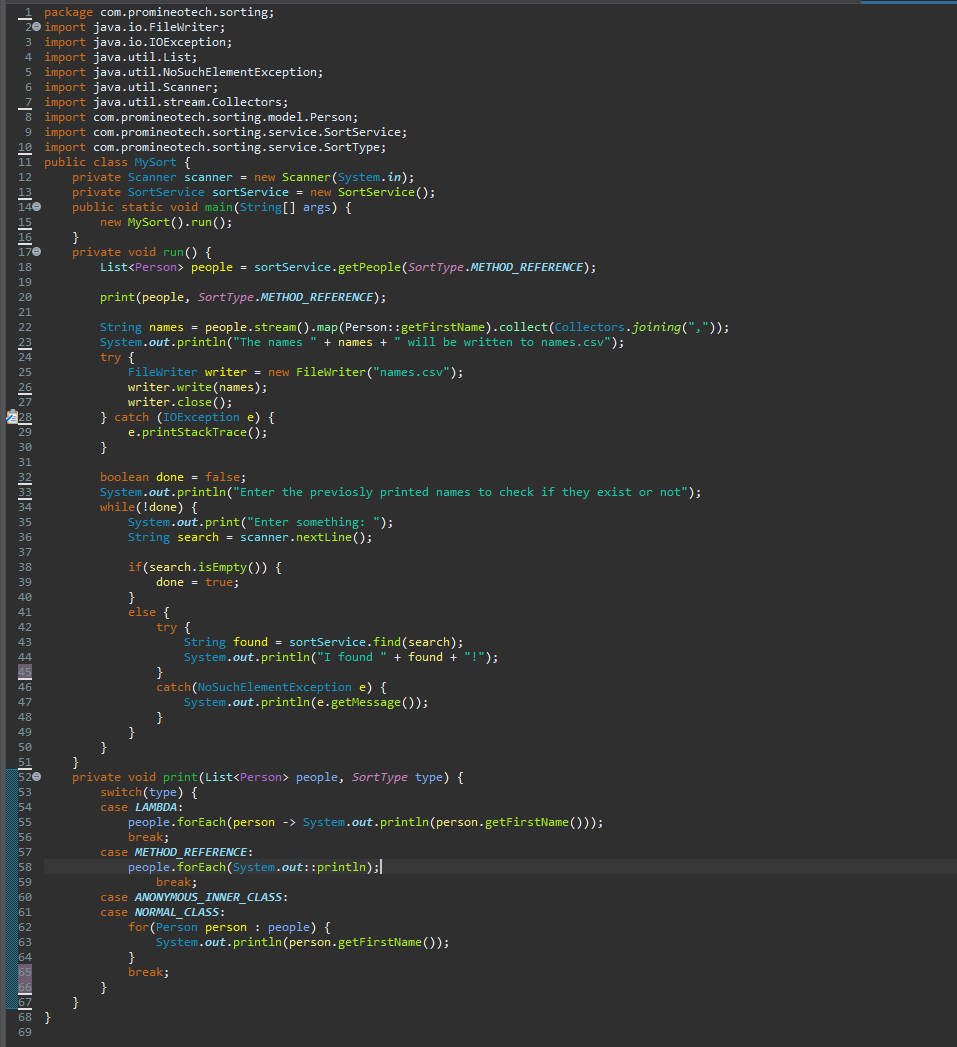 1 package com.promineotech.sorting;
2 import java.io.FileWriter;
3 import java.io.IOException;
4 import java.util.List;
5 import java.util.NoSuchElementException;
6 import java.util.Scanner;
7 import java.util.stream.Collectors;
8 import com.promineotech.sorting.model.Person;
9 import com.promineotech.sorting.service.SortService;
10 import com.promineotech.sorting.service.SortType;
11 public class MySort {
12     private Scanner scanner = new Scanner(System.in);
13     private SortService sortService = new SortService();
14     public static void main(String[] args) {
15         new MySort().run();
16     }
17     private void run() {
18         List<Person> people = sortService.getPeople(SortType.METHOD_REFERENCE);
19
20         print(people, SortType.METHOD_REFERENCE);
21
22         String names = people.stream().map(Person::getFirstName).collect(Collectors.joining(","));
23         System.out.println("The names " + names + " will be written to names.csv");
24         try {
25             FileWriter writer = new FileWriter("names.csv");
26             writer.write(names);
27             writer.close();
28         } catch (IOException e) {
29             e.printStackTrace();
30         }
31
32         boolean done = false;
33         System.out.println("Enter the previosly printed names to check if they exist or not");
34         while(!done) {
35             System.out.print("Enter something: ");
36             String search = scanner.nextLine();
37
38             if(search.isEmpty()) {
39                 done = true;
40             }
41             else {
42                 try {
43                     String found = sortService.find(search);
44                     System.out.println("I found " + found + "!");
45                 }
46                 catch(NoSuchElementException e) {
47                     System.out.println(e.getMessage());
48                 }
49             }
50         }
51     }
52     private void print(List<Person> people, SortType type) {
53         switch(type) {
54         case LAMBDA:
55             people.forEach(person -> System.out.println(person.getFirstName()));
56             break;
57         case METHOD_REFERENCE:
58             people.forEach(System.out::println);
59                 break;
60         case ANONYMOUS_INNER_CLASS:
61         case NORMAL_CLASS:
62             for(Person person : people) {
63                 System.out.println(person.getFirstName());
64             }
65             break;
66         }
67     }
68 }
69